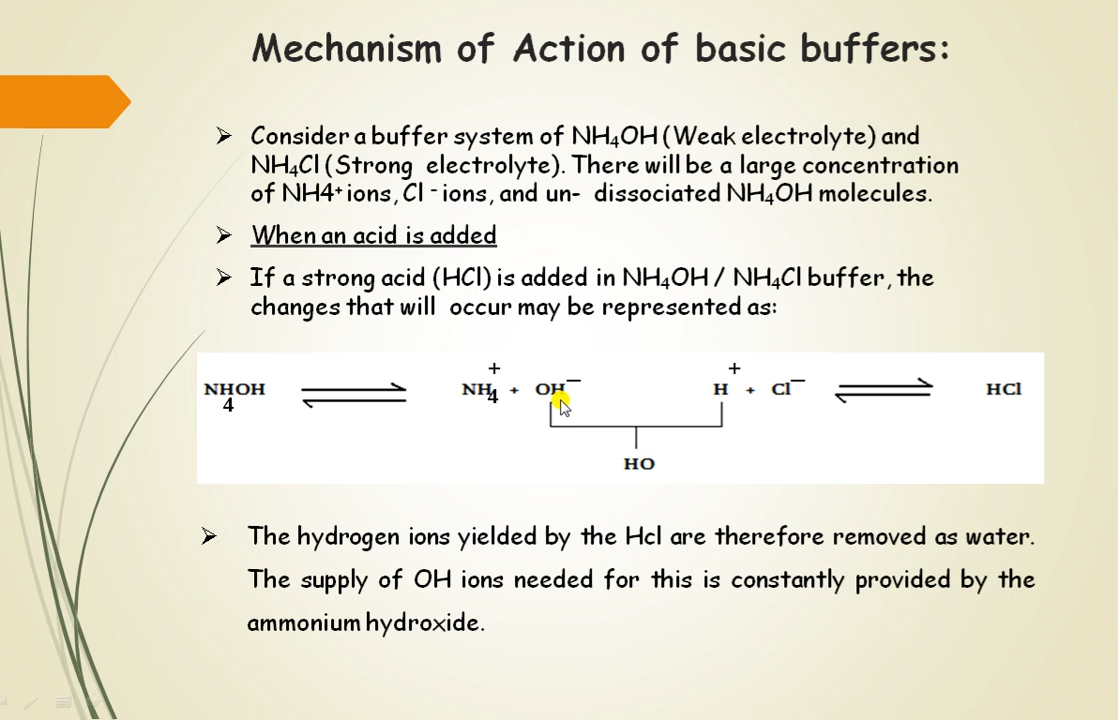 Mechanism of Action of basic buffers:
➢ Consider a buffer system of NH₄OH (Weak electrolyte) and
NH₄Cl (Strong electrolyte). There will be a large concentration
of NH4⁺ ions, Cl ⁻ ions, and un- dissociated NH₄OH molecules.
➢ When an acid is added
➢ If a strong acid (HCl) is added in NH₄OH / NH₄Cl buffer, the
changes that will occur may be represented as:
NH₄OH ⇌ NH₄⁺ + OH⁻ H⁺ + Cl⁻ ⇌ HCl
HO
➢ The hydrogen ions yielded by the Hcl are therefore removed as water.
The supply of OH ions needed for this is constantly provided by the
ammonium hydroxide.